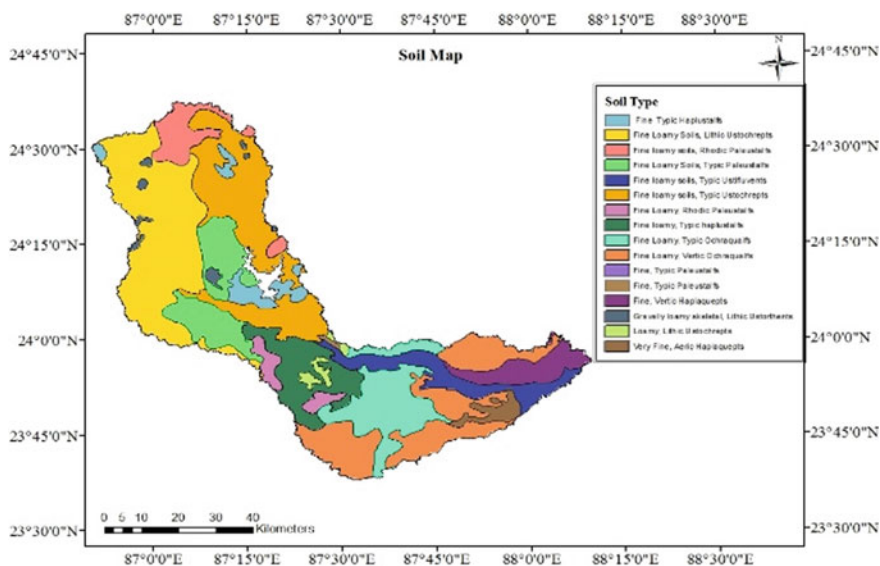 87°0'0"E 87°15'0"E 87°30'0"E 87°45'0"E 88°0'0"E 88°15'0"E 88°30'0"E
Soil Map
N
24°45'0"N 24°45'0"N
24°30'0"N 24°30'0"N
24°15'0"N 24°15'0"N
24°0'0"N 24°0'0"N
23°45'0"N 23°45'0"N
23°30'0"N 23°30'0"N
Soil Type
Fine Typic Haplustalfs
Fine Loamy Soils, Lithic Ustochrepts
Fine loamy soils, Rhodic Paleustalfs
Fine Loamy Soils, Typic Paleustalfs
Fine loamy soils, Typic Ustifluvents
Fine loamy soils, Typic Ustochrepts
Fine Loamy, Rhodic Paleustalfs
Fine loamy, Typic haplustalfs
Fine Loamy, Typic Ochraqualfs
Fine Loamy, Vertic Ochraqualfs
Fine, Typic Paleustalfs
Fine, Typic Paleustalfs
Fine, Vertic Haplaquepts
Gravelly loamy skeletal, Lithic Ustorthents
Loamy, Lithic Ustochrepts
Very Fine, Aeric Haplaquepts
0 5 10 20 30 40
Kilometers
87°0'0"E 87°15'0"E 87°30'0"E 87°45'0"E 88°0'0"E 88°15'0"E 88°30'0"E